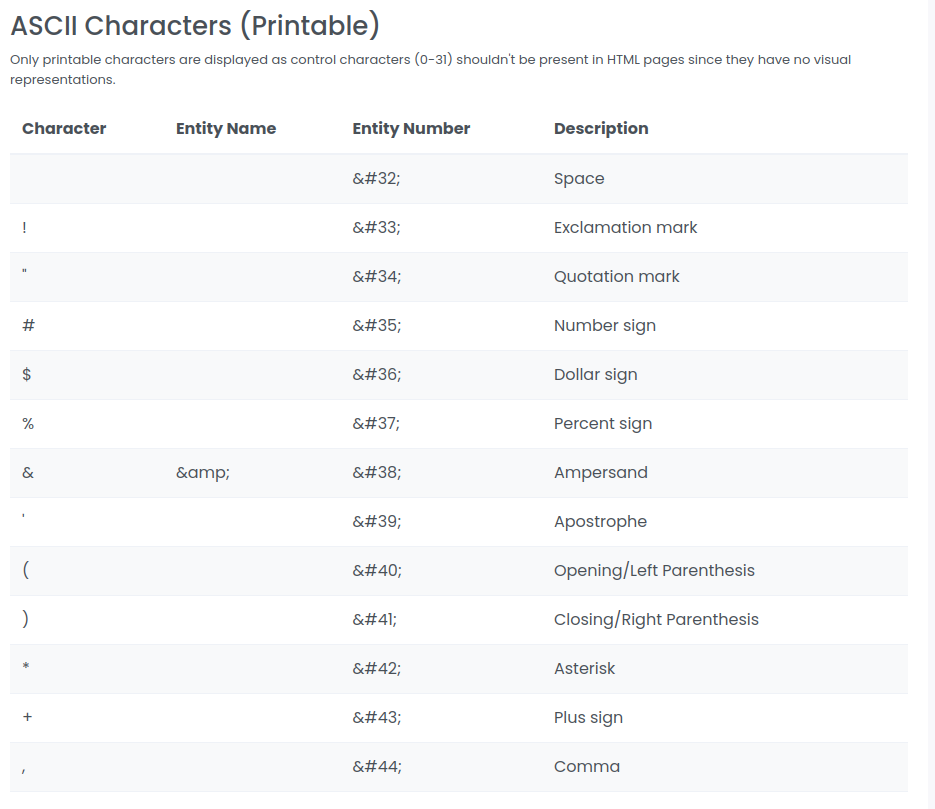 ASCII Characters (Printable)
Only printable characters are displayed as control characters (0-31) shouldn't be present in HTML pages since they have no visual
representations.
Character Entity Name Entity Number Description
&#32; Space
! &#33; Exclamation mark
" &#34; Quotation mark
# &#35; Number sign
$ &#36; Dollar sign
% &#37; Percent sign
& &amp; &#38; Ampersand
' &#39; Apostrophe
( &#40; Opening/Left Parenthesis
) &#41; Closing/Right Parenthesis
* &#42; Asterisk
+ &#43; Plus sign
, &#44; Comma